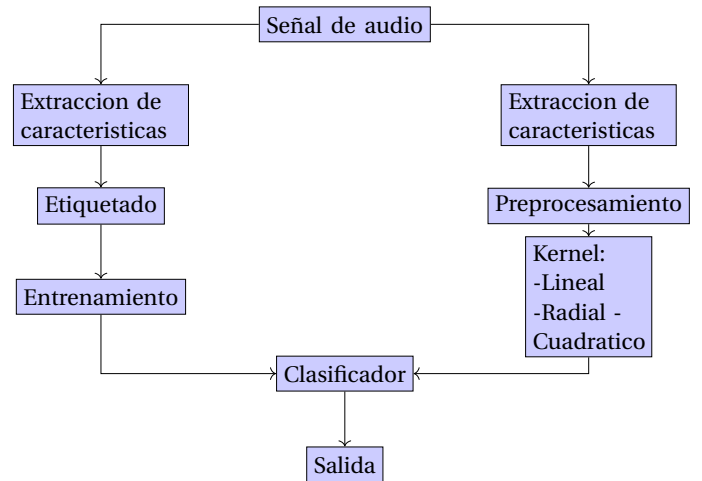 Señal de audio
Extraccion de
caracteristicas
Extraccion de
caracteristicas
Etiquetado
Preprocesamiento
Entrenamiento
Kernel:
-Lineal
-Radial -
Cuadratico
Clasificador
Salida